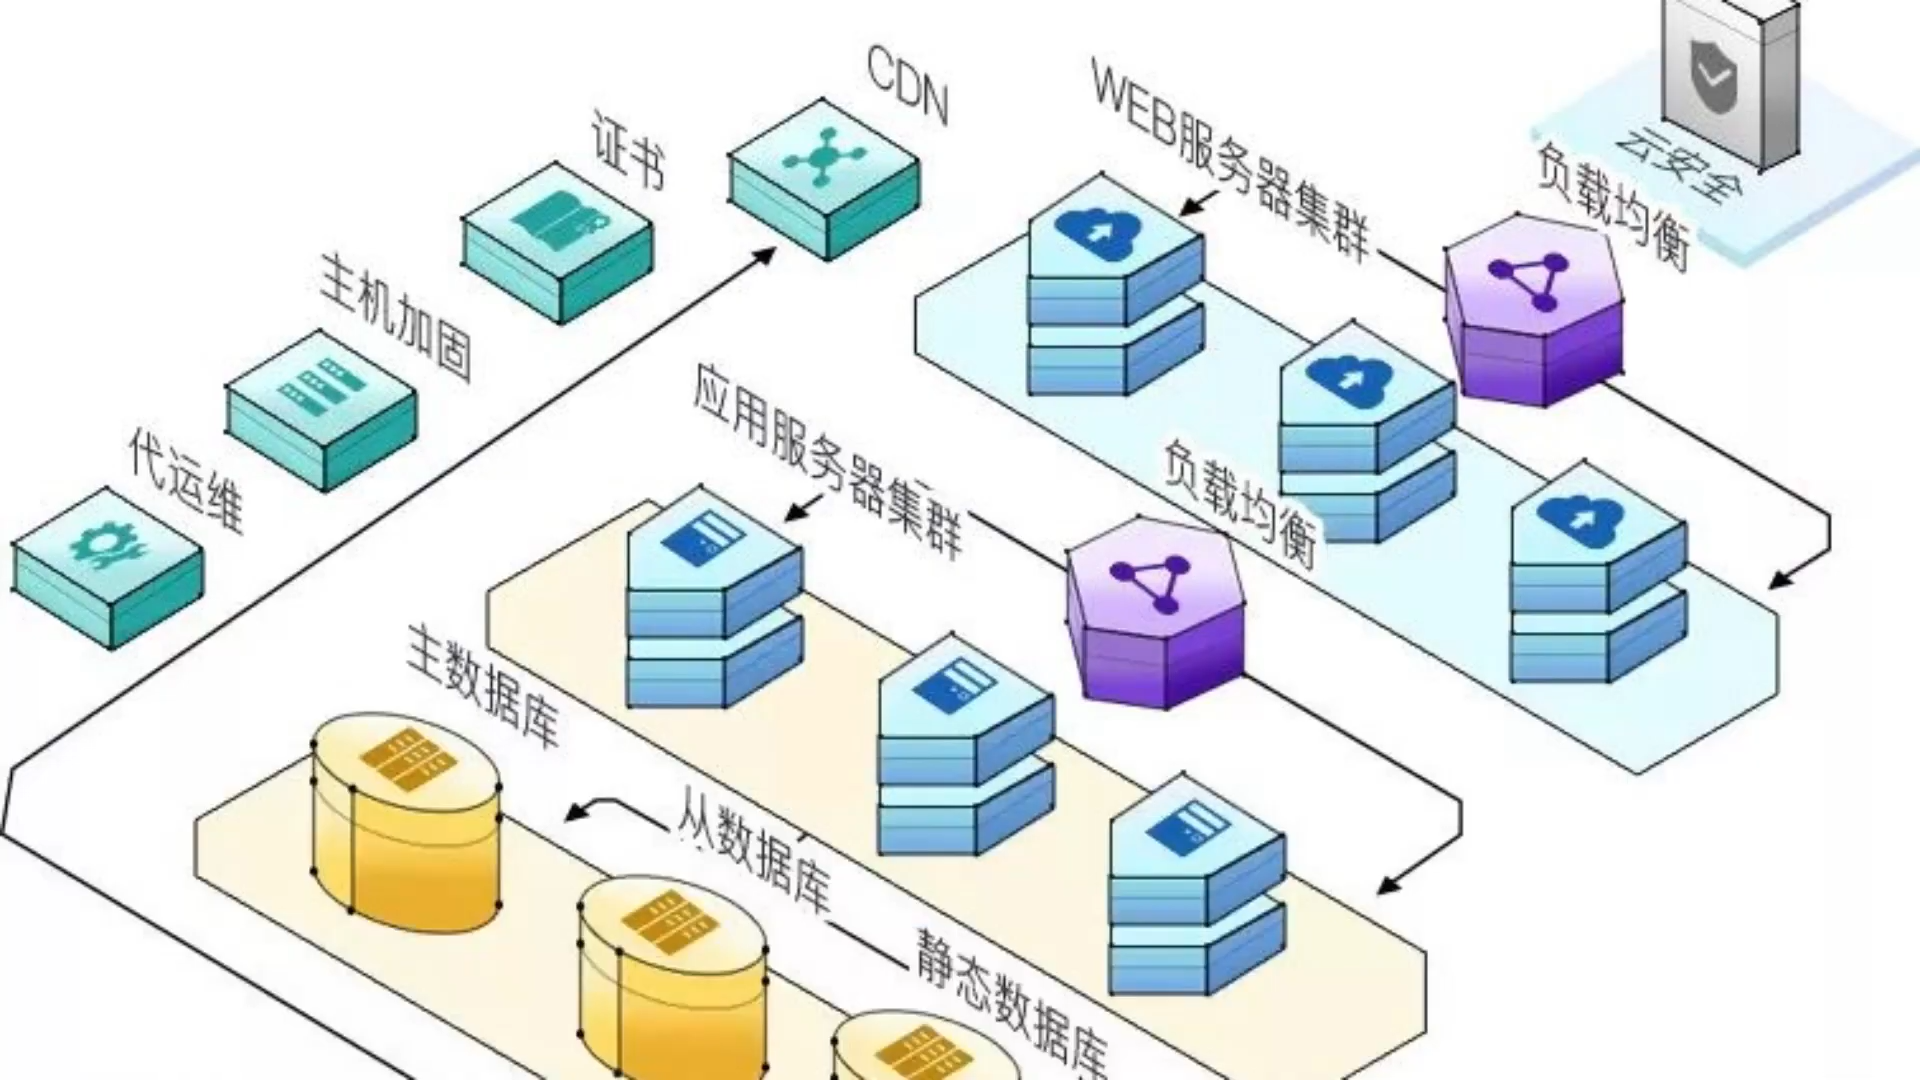 CDN
WEB服务器集群
云安全
证书
负载均衡
主机加固
应用服务器集群
负载均衡
代运维
主数据库
从数据库
静态数据库